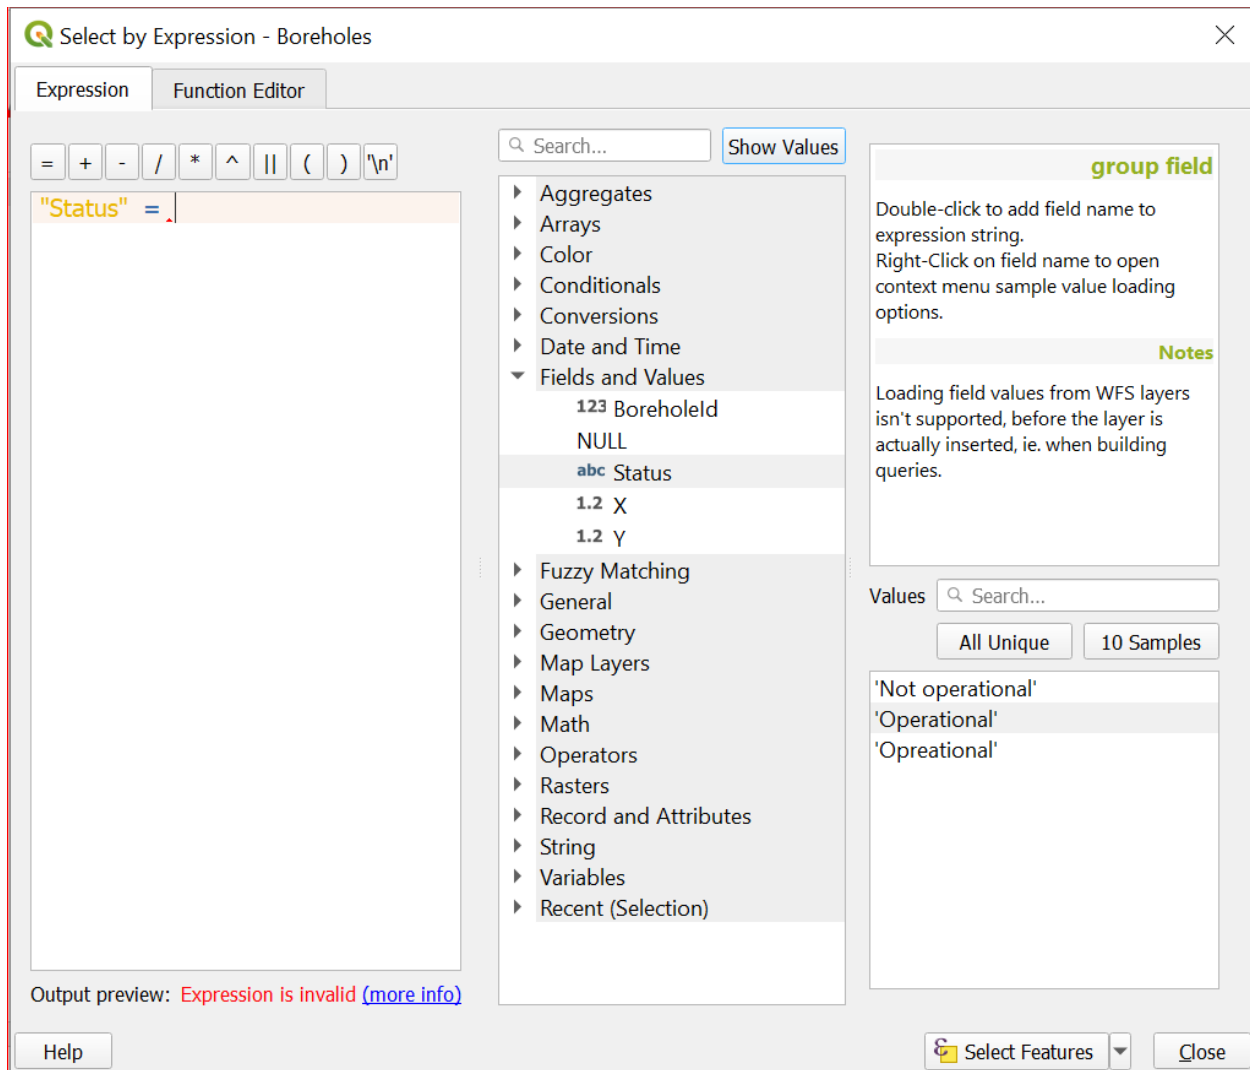 Select by Expression - Boreholes
Expression
Function Editor
= + - / * ^ || ( ) '\n'
"Status" =
Output preview: Expression is invalid (more info)
Search...
Show Values
Aggregates
Arrays
Color
Conditionals
Conversions
Date and Time
Fields and Values
123 BoreholeId
NULL
abc Status
1.2 X
1.2 Y
Fuzzy Matching
General
Geometry
Map Layers
Maps
Math
Operators
Rasters
Record and Attributes
String
Variables
Recent (Selection)
group field
Double-click to add field name to
expression string.
Right-Click on field name to open
context menu sample value loading
options.
Notes
Loading field values from WFS layers
isn't supported, before the layer is
actually inserted, ie. when building
queries.
Values Search...
All Unique
10 Samples
'Not operational'
'Operational'
'Opreational'
Help
Select Features
Close